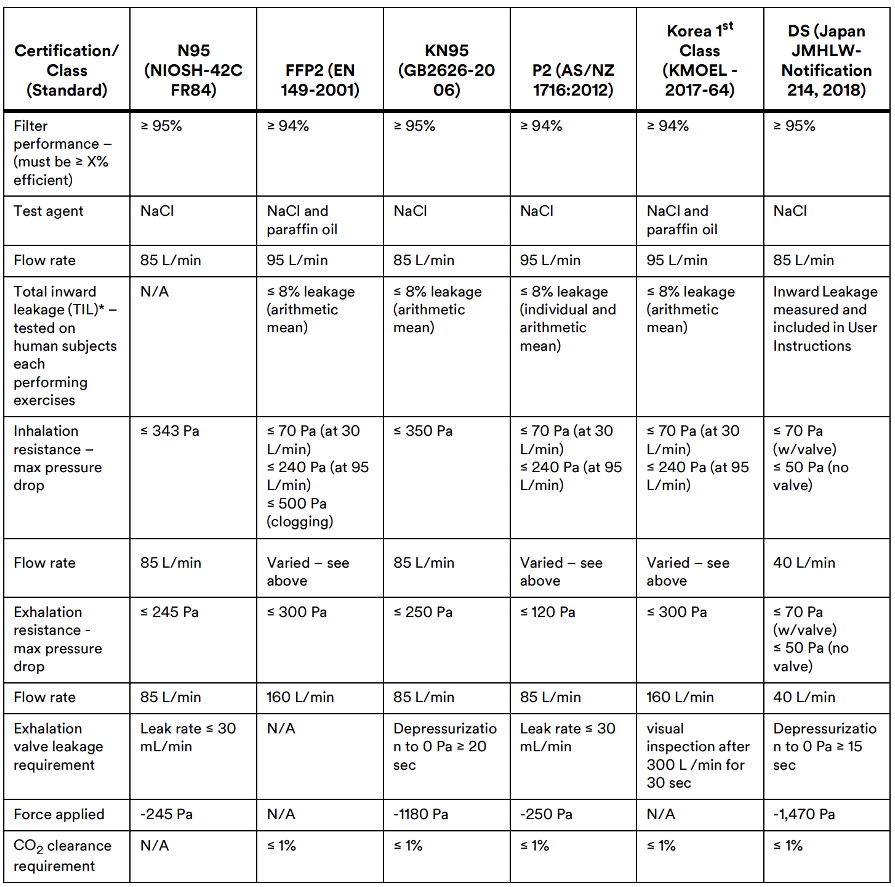 Certification/
Class
(Standard)
N95
(NIOSH-42C
FR84)
FFP2 (EN
149-2001)
KN95
(GB2626-20
06)
P2 (AS/NZ
1716:2012)
Korea 1st
Class
(KMOEL -
2017-64)
DS (Japan
JMHLW-
Notification
214, 2018)
Filter
performance –
(must be ≥ X%
efficient)
≥ 95%
≥ 94%
≥ 95%
≥ 94%
≥ 94%
≥ 95%
Test agent
NaCl
NaCl and
paraffin oil
NaCl
NaCl
NaCl and
paraffin oil
NaCl
Flow rate
85 L/min
95 L/min
85 L/min
95 L/min
95 L/min
85 L/min
Total inward
leakage (TIL)* –
tested on
human subjects
each
performing
exercises
N/A
≤ 8% leakage
(arithmetic
mean)
≤ 8% leakage
(arithmetic
mean)
≤ 8% leakage
(individual and
arithmetic
mean)
≤ 8% leakage
(arithmetic
mean)
Inward Leakage
measured and
included in User
Instructions
Inhalation
resistance –
max pressure
drop
≤ 343 Pa
≤ 70 Pa (at 30
L/min)
≤ 240 Pa (at 95
L/min)
≤ 500 Pa
(clogging)
≤ 350 Pa
≤ 70 Pa (at 30
L/min)
≤ 240 Pa (at 95
L/min)
≤ 70 Pa (at 30
L/min)
≤ 240 Pa (at 95
L/min)
≤ 70 Pa
(w/valve)
≤ 50 Pa (no
valve)
Flow rate
85 L/min
Varied – see
above
85 L/min
Varied – see
above
Varied – see
above
40 L/min
Exhalation
resistance -
max pressure
drop
≤ 245 Pa
≤ 300 Pa
≤ 250 Pa
≤ 120 Pa
≤ 300 Pa
≤ 70 Pa
(w/valve)
≤ 50 Pa (no
valve)
Flow rate
85 L/min
160 L/min
85 L/min
85 L/min
160 L/min
40 L/min
Exhalation
valve leakage
requirement
Leak rate ≤ 30
mL/min
N/A
Depressurizatio
n to 0 Pa ≥ 20
sec
Leak rate ≤ 30
mL/min
visual
inspection after
300 L /min for
30 sec
Depressurizatio
n to 0 Pa ≥ 15
sec
Force applied
-245 Pa
N/A
-1180 Pa
-250 Pa
N/A
-1,470 Pa
CO2 clearance
requirement
N/A
≤ 1%
≤ 1%
≤ 1%
≤ 1%
≤ 1%